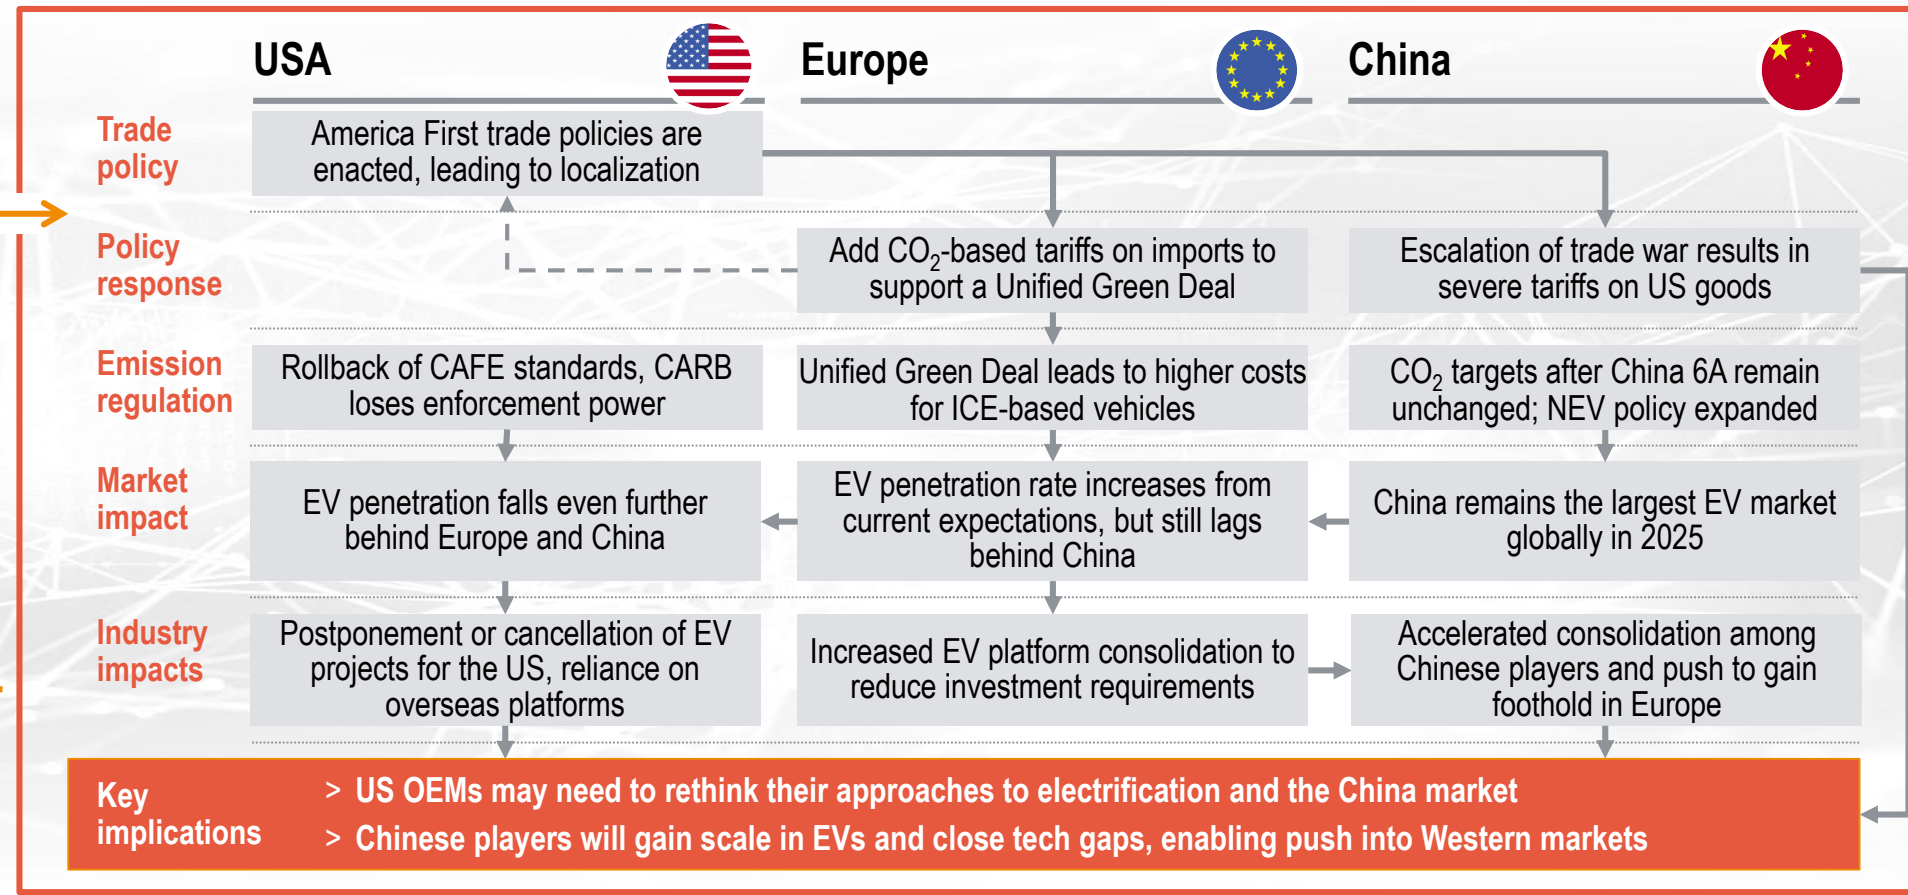 USA
Europe
China
Trade
policy
America First trade policies are
enacted, leading to localization
Policy
response
Add CO₂-based tariffs on imports to
support a Unified Green Deal
Escalation of trade war results in
severe tariffs on US goods
Emission
regulation
Rollback of CAFE standards, CARB
loses enforcement power
Unified Green Deal leads to higher costs
for ICE-based vehicles
CO₂ targets after China 6A remain
unchanged; NEV policy expanded
Market
impact
EV penetration falls even further
behind Europe and China
EV penetration rate increases from
current expectations, but still lags
behind China
China remains the largest EV market
globally in 2025
Industry
impacts
Postponement or cancellation of EV
projects for the US, reliance on
overseas platforms
Increased EV platform consolidation to
reduce investment requirements
Accelerated consolidation among
Chinese players and push to gain
foothold in Europe
Key
implications
> US OEMs may need to rethink their approaches to electrification and the China market
> Chinese players will gain scale in EVs and close tech gaps, enabling push into Western markets